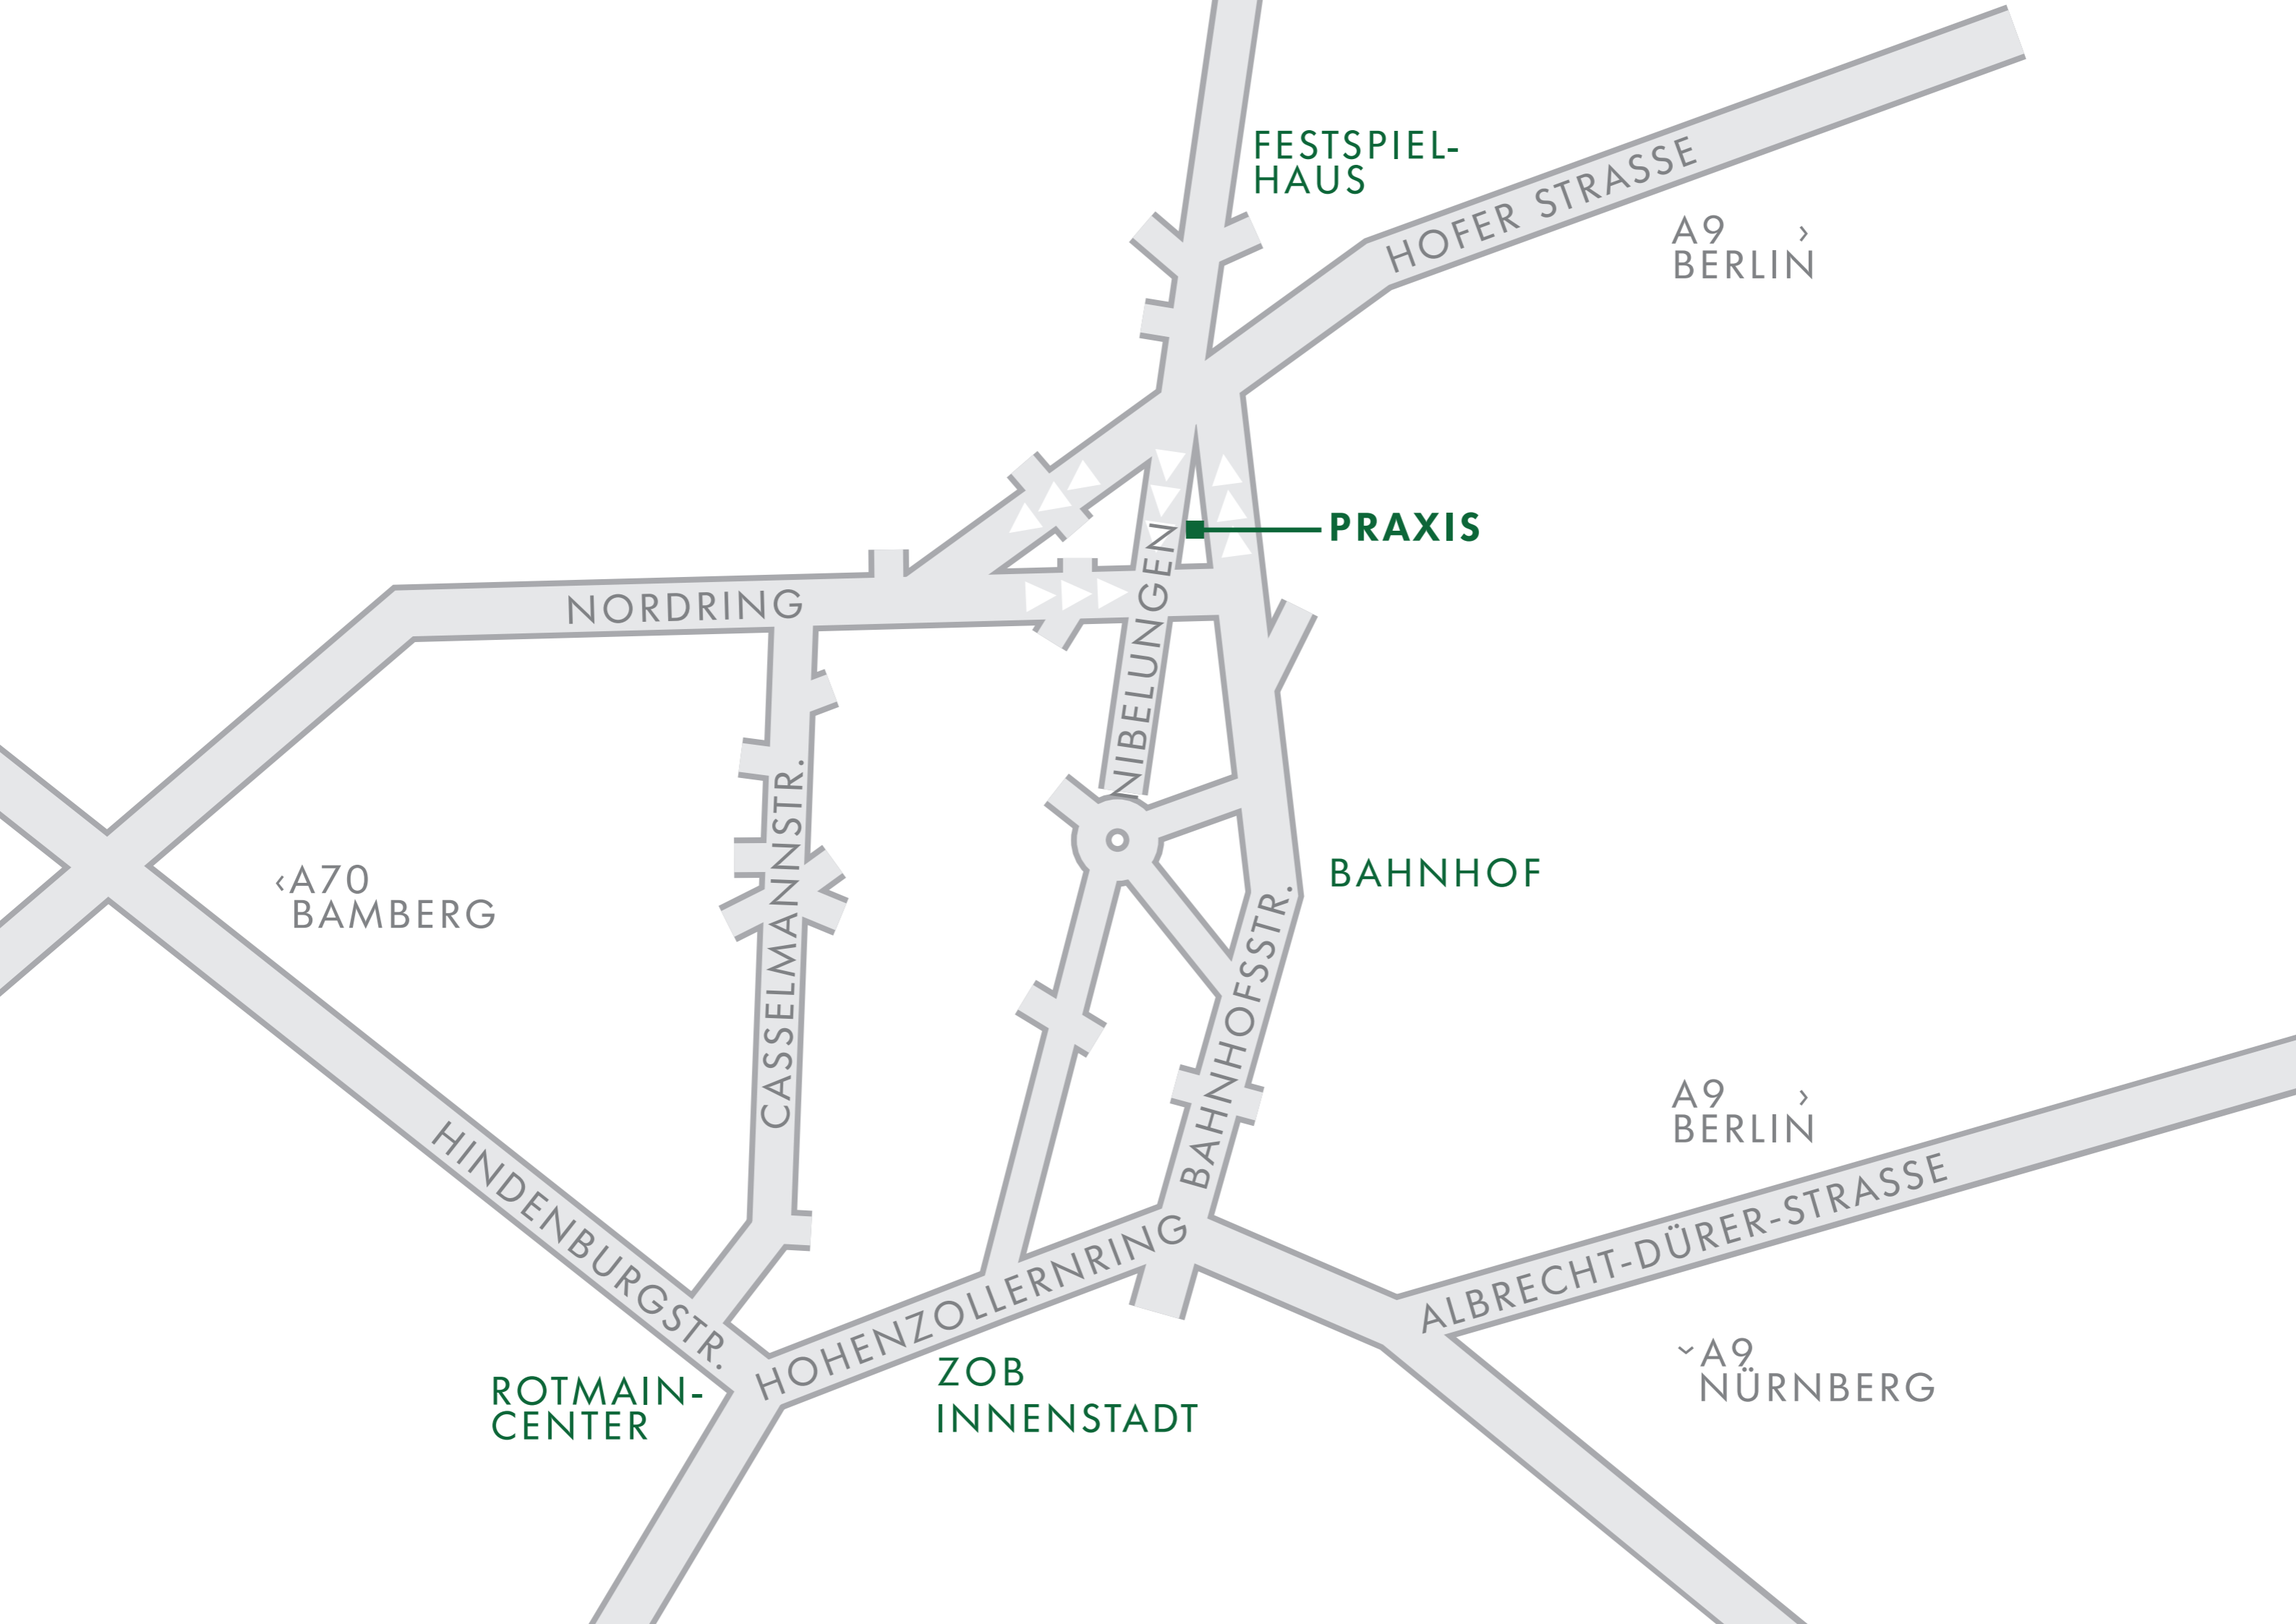 FESTSPIEL-
HAUS
HOFER STRASSE
A9 ›
BERLIN
PRAXIS
NORDRING
NIBELUNGEN
CASSELMANNSTR.
‹A70
BAMBERG
BAHNHOF
BAHNHOFSSTR.
A9 ›
BERLIN
HINDENBURGSTR.
HOHENZOLLERNRING
ALBRECHT-DÜRER-STRASSE
A9
NÜRNBERG
ROTMAIN-
CENTER
ZOB
INNENSTADT